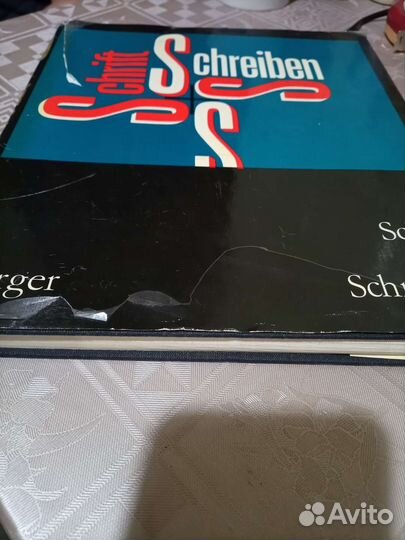 Schrift
Schreiben
Sc
rger
Schr
Avito